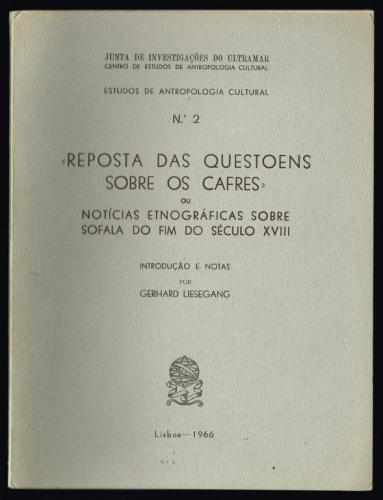 JUNTA DE INVESTIGAÇÕES DO ULTRAMAR
CENTRO DE ESTUDOS DE ANTROPOLOGIA CULTURAL
ESTUDOS DE ANTROPOLOGIA CULTURAL
N.º 2
«REPOSTA DAS QUESTOENS
SOBRE OS CAFRES»
OU
NOTÍCIAS ETNOGRÁFICAS SOBRE
SOFALA DO FIM DO SÉCULO XVIII
INTRODUÇÃO E NOTAS
POR
GERHARD LIESEGANG
Lisboa—1966